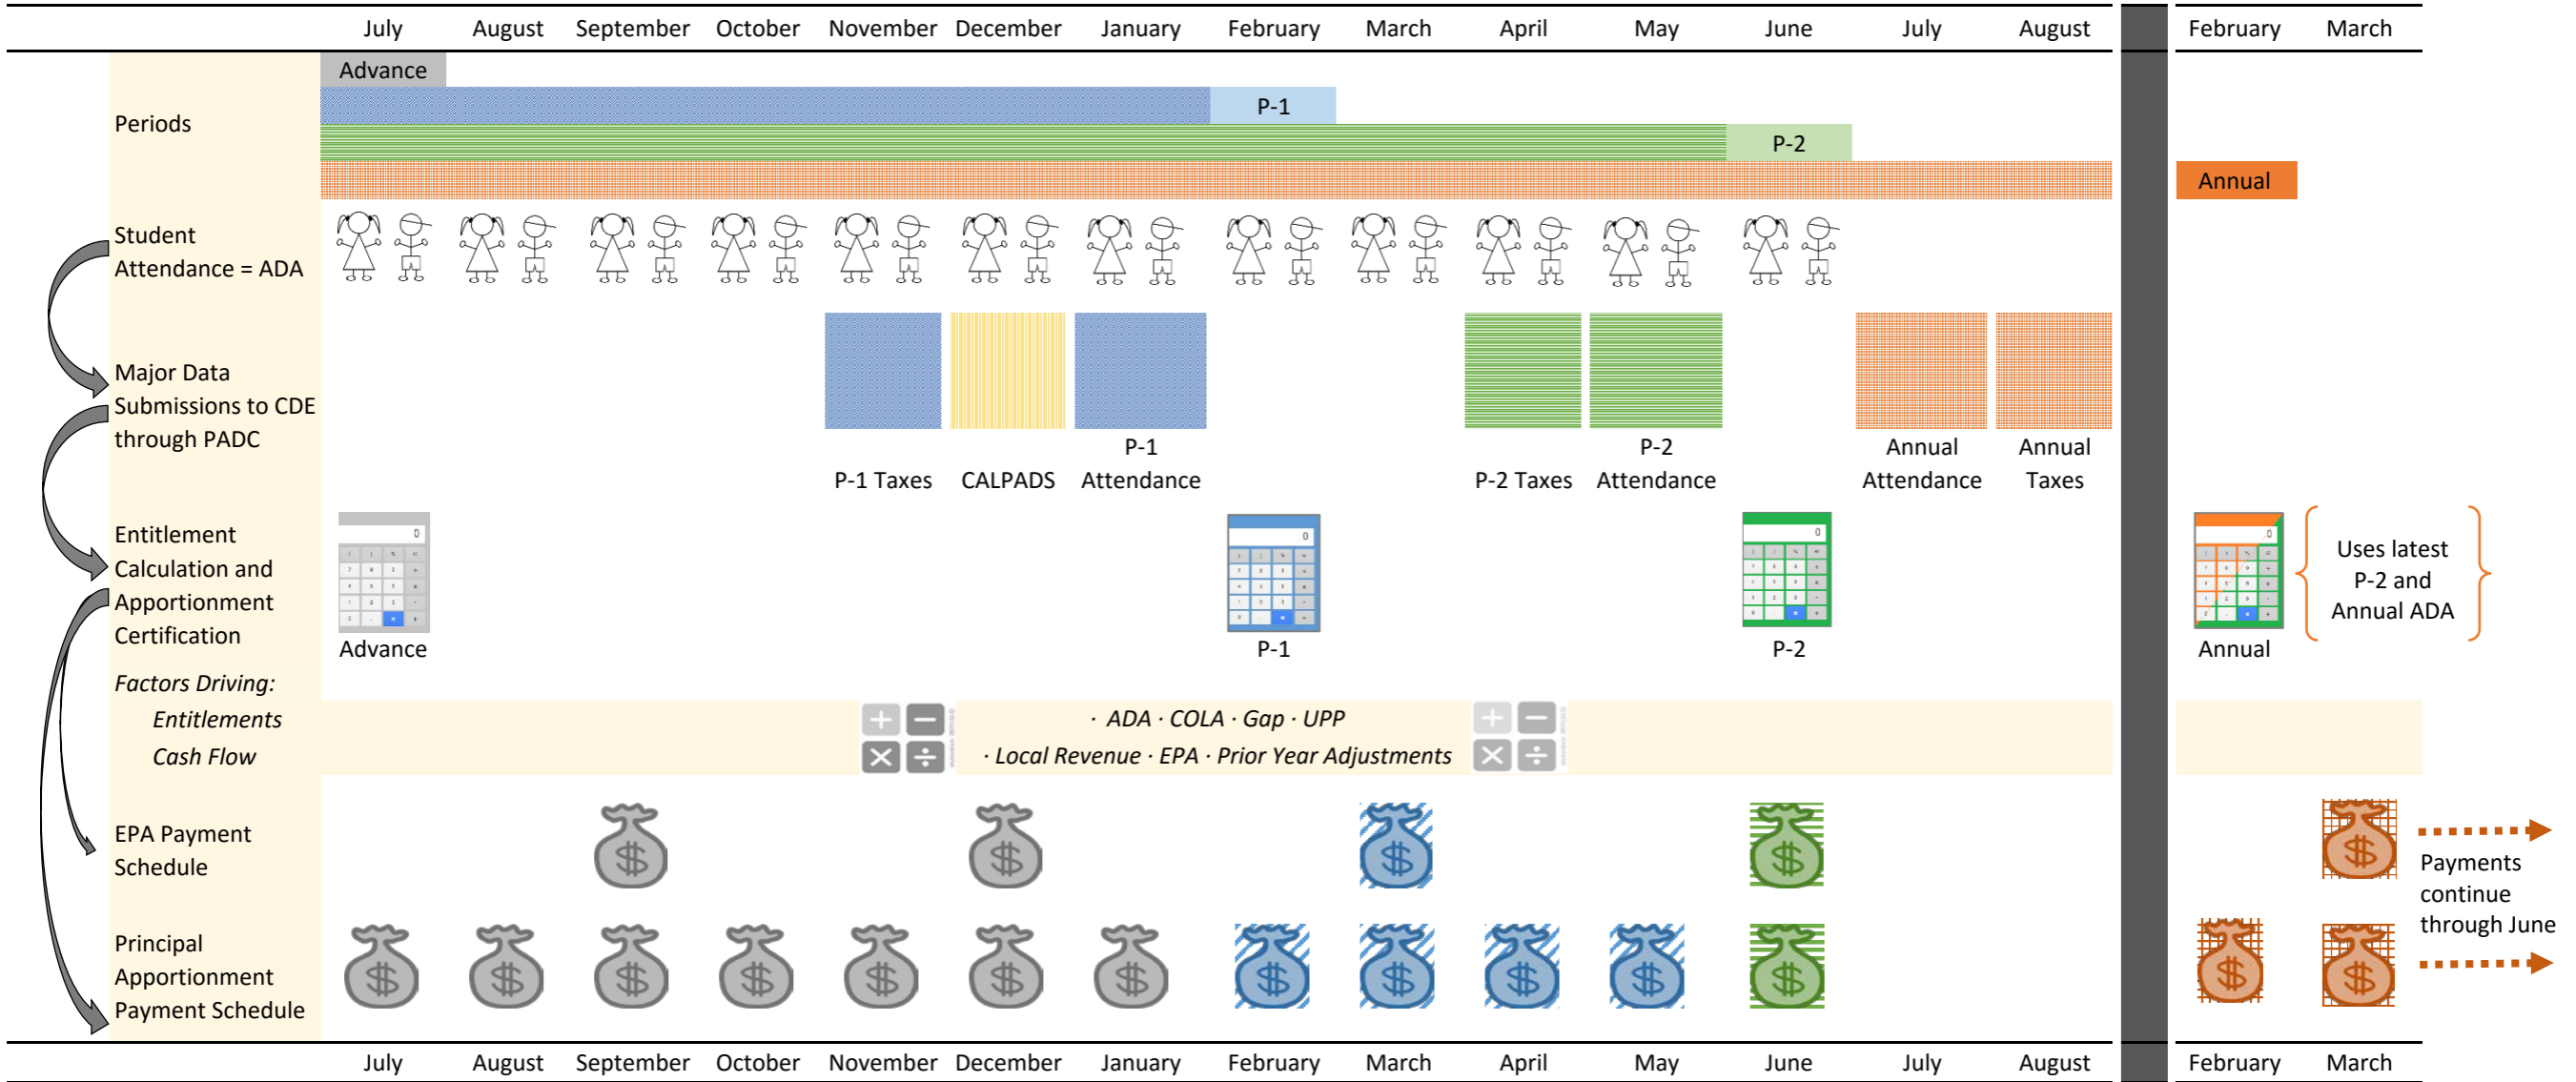 July August September October November December January February March April May June July August February March
Advance
P-1
Periods
P-2
Annual
Student
Attendance = ADA
Major Data
Submissions to CDE
through PADC
P-1 Taxes
CALPADS
P-1
Attendance
P-2 Taxes
P-2
Attendance
Annual
Attendance
Annual
Taxes
Entitlement
Calculation and
Apportionment
Certification
Advance
P-1
P-2
Annual
Uses latest
P-2 and
Annual ADA
Factors Driving:
Entitlements
· ADA · COLA · Gap · UPP
Cash Flow
· Local Revenue · EPA · Prior Year Adjustments
EPA Payment
Schedule
Payments
continue
through June
Principal
Apportionment
Payment Schedule
July August September October November December January February March April May June July August February March